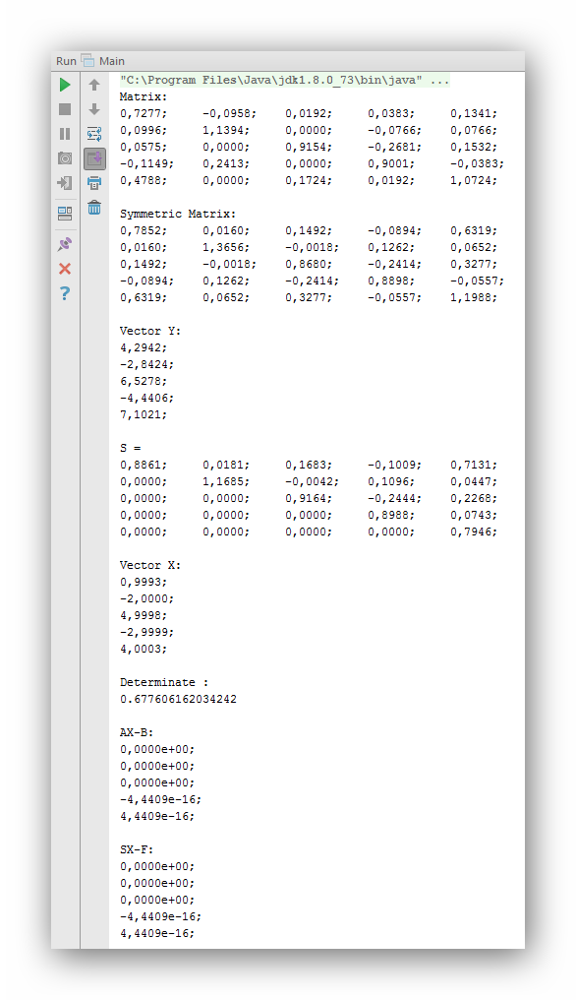 Run Main
"C:\Program Files\Java\jdk1.8.0_73\bin\java" ...
Matrix:
0,7277; -0,0958; 0,0192; 0,0383; 0,1341;
0,0996; 1,1394; 0,0000; -0,0766; 0,0766;
0,0575; 0,0000; 0,9154; -0,2681; 0,1532;
-0,1149; 0,2413; 0,0000; 0,9001; -0,0383;
0,4788; 0,0000; 0,1724; 0,0192; 1,0724;
Symmetric Matrix:
0,7852; 0,0160; 0,1492; -0,0894; 0,6319;
0,0160; 1,3656; -0,0018; 0,1262; 0,0652;
0,1492; -0,0018; 0,8680; -0,2414; 0,3277;
-0,0894; 0,1262; -0,2414; 0,8898; -0,0557;
0,6319; 0,0652; 0,3277; -0,0557; 1,1988;
Vector Y:
4,2942;
-2,8424;
6,5278;
-4,4406;
7,1021;
S =
0,8861; 0,0181; 0,1683; -0,1009; 0,7131;
0,0000; 1,1685; -0,0042; 0,1096; 0,0447;
0,0000; 0,0000; 0,9164; -0,2444; 0,2268;
0,0000; 0,0000; 0,0000; 0,8988; 0,0743;
0,0000; 0,0000; 0,0000; 0,0000; 0,7946;
Vector X:
0,9993;
-2,0000;
4,9998;
-2,9999;
4,0003;
Determinate :
0.677606162034242
AX-B:
0,0000e+00;
0,0000e+00;
0,0000e+00;
-4,4409e-16;
4,4409e-16;
SX-F:
0,0000e+00;
0,0000e+00;
0,0000e+00;
-4,4409e-16;
4,4409e-16;